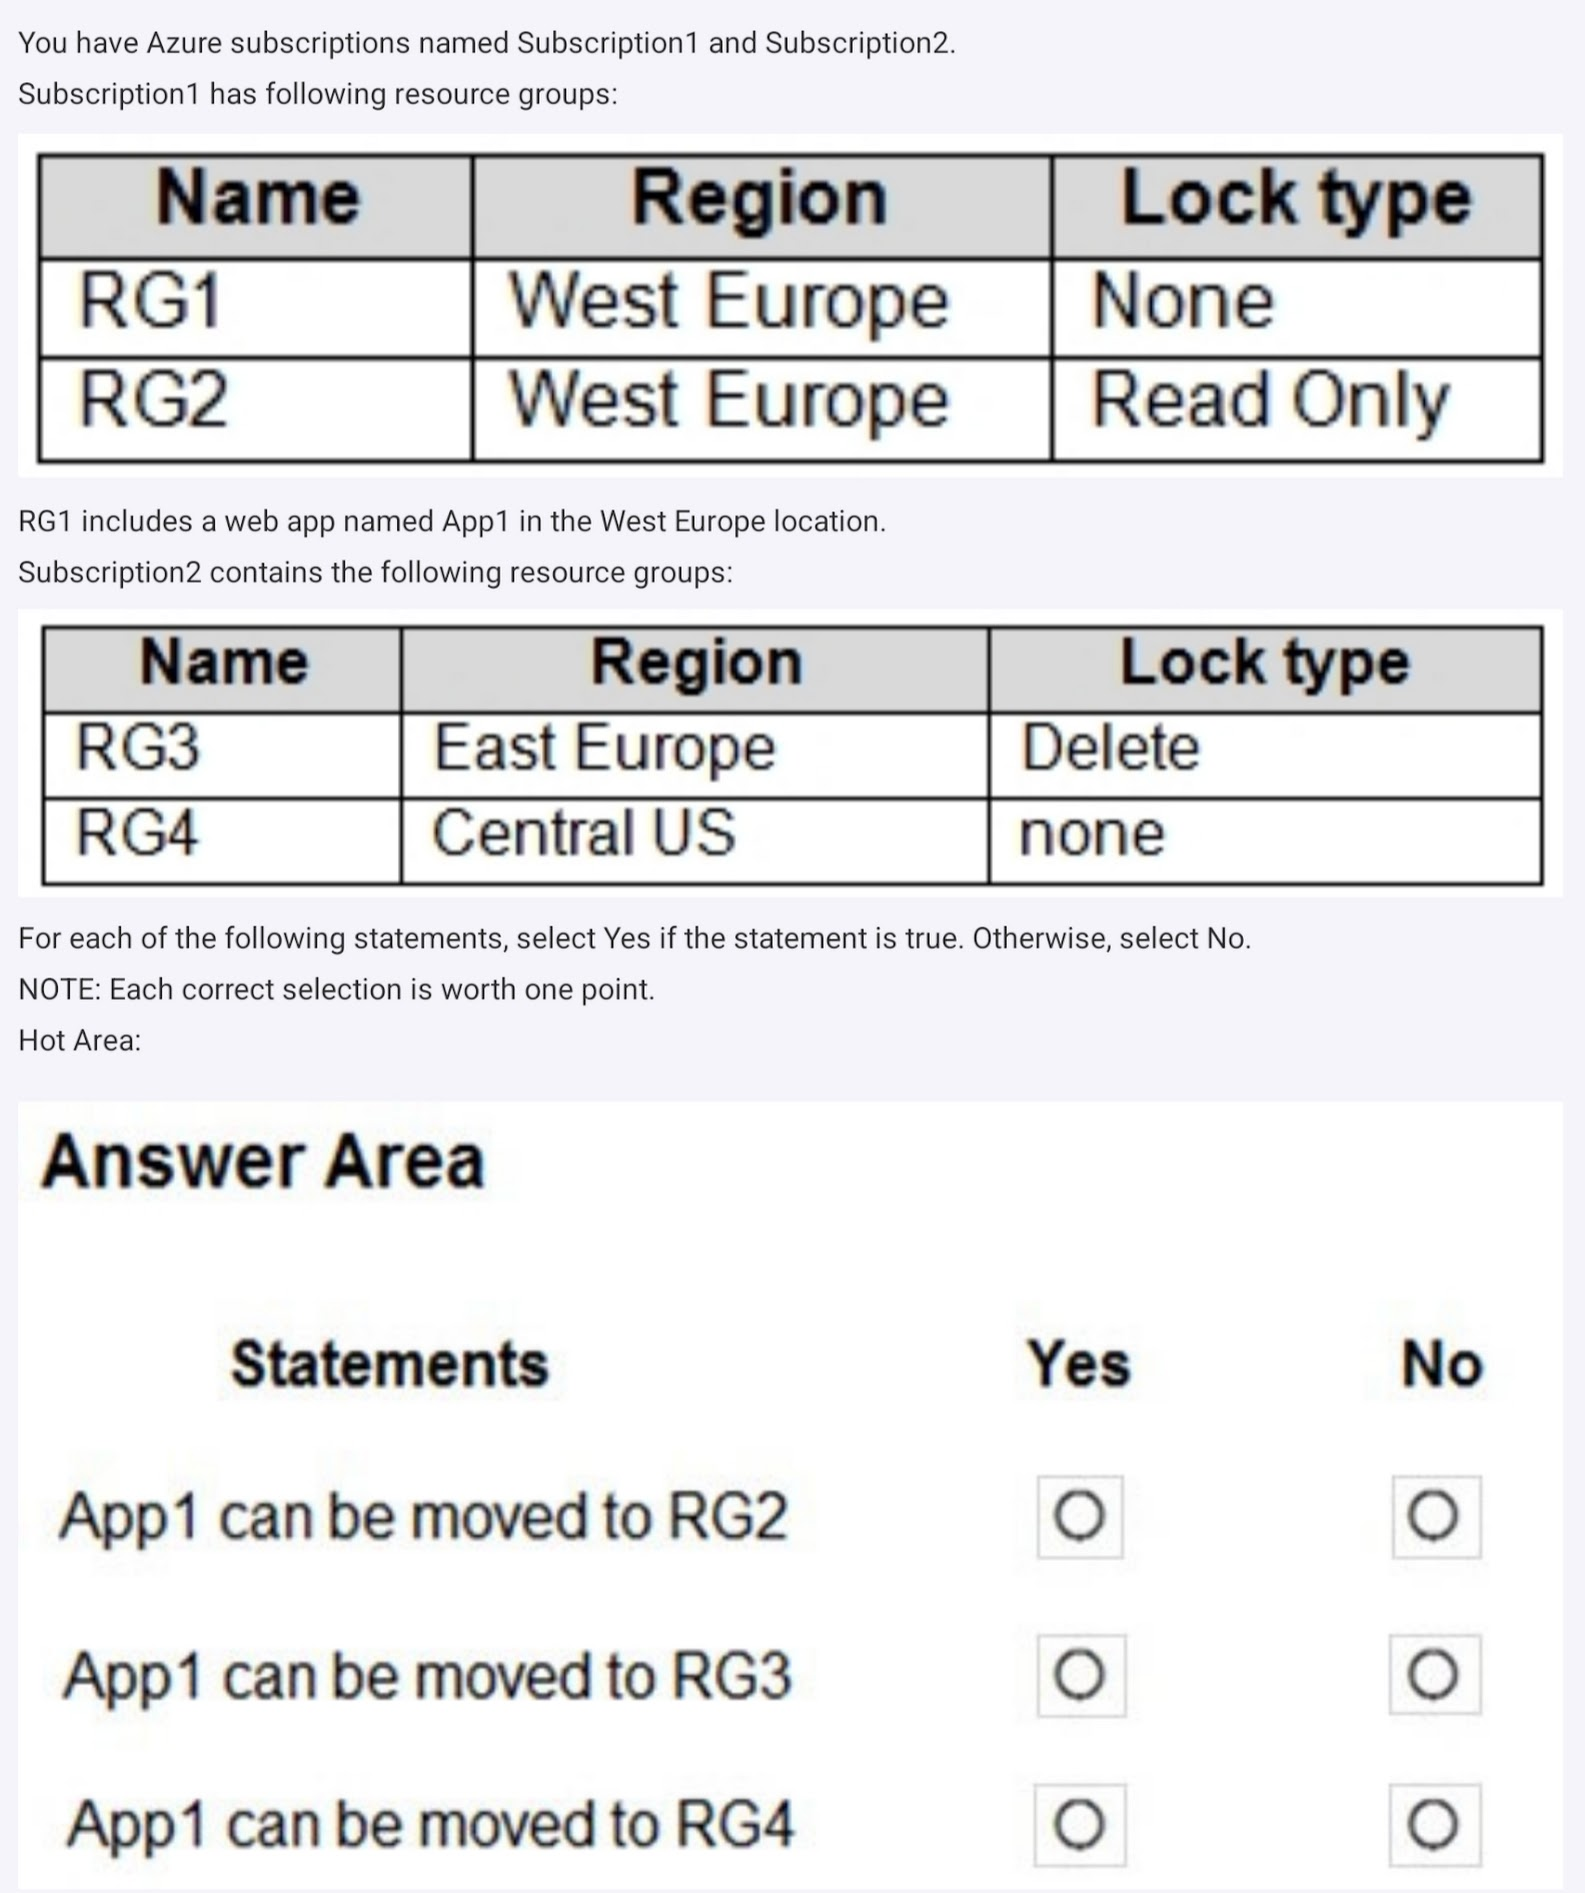 You have Azure subscriptions named Subscription1 and Subscription2.
Subscription1 has following resource groups:
Name Region Lock type
RG1 West Europe None
RG2 West Europe Read Only
RG1 includes a web app named App1 in the West Europe location.
Subscription2 contains the following resource groups:
Name Region Lock type
RG3 East Europe Delete
RG4 Central US none
For each of the following statements, select Yes if the statement is true. Otherwise, select No.
NOTE: Each correct selection is worth one point.
Hot Area:
Answer Area
Statements Yes No
App1 can be moved to RG2
App1 can be moved to RG3
App1 can be moved to RG4